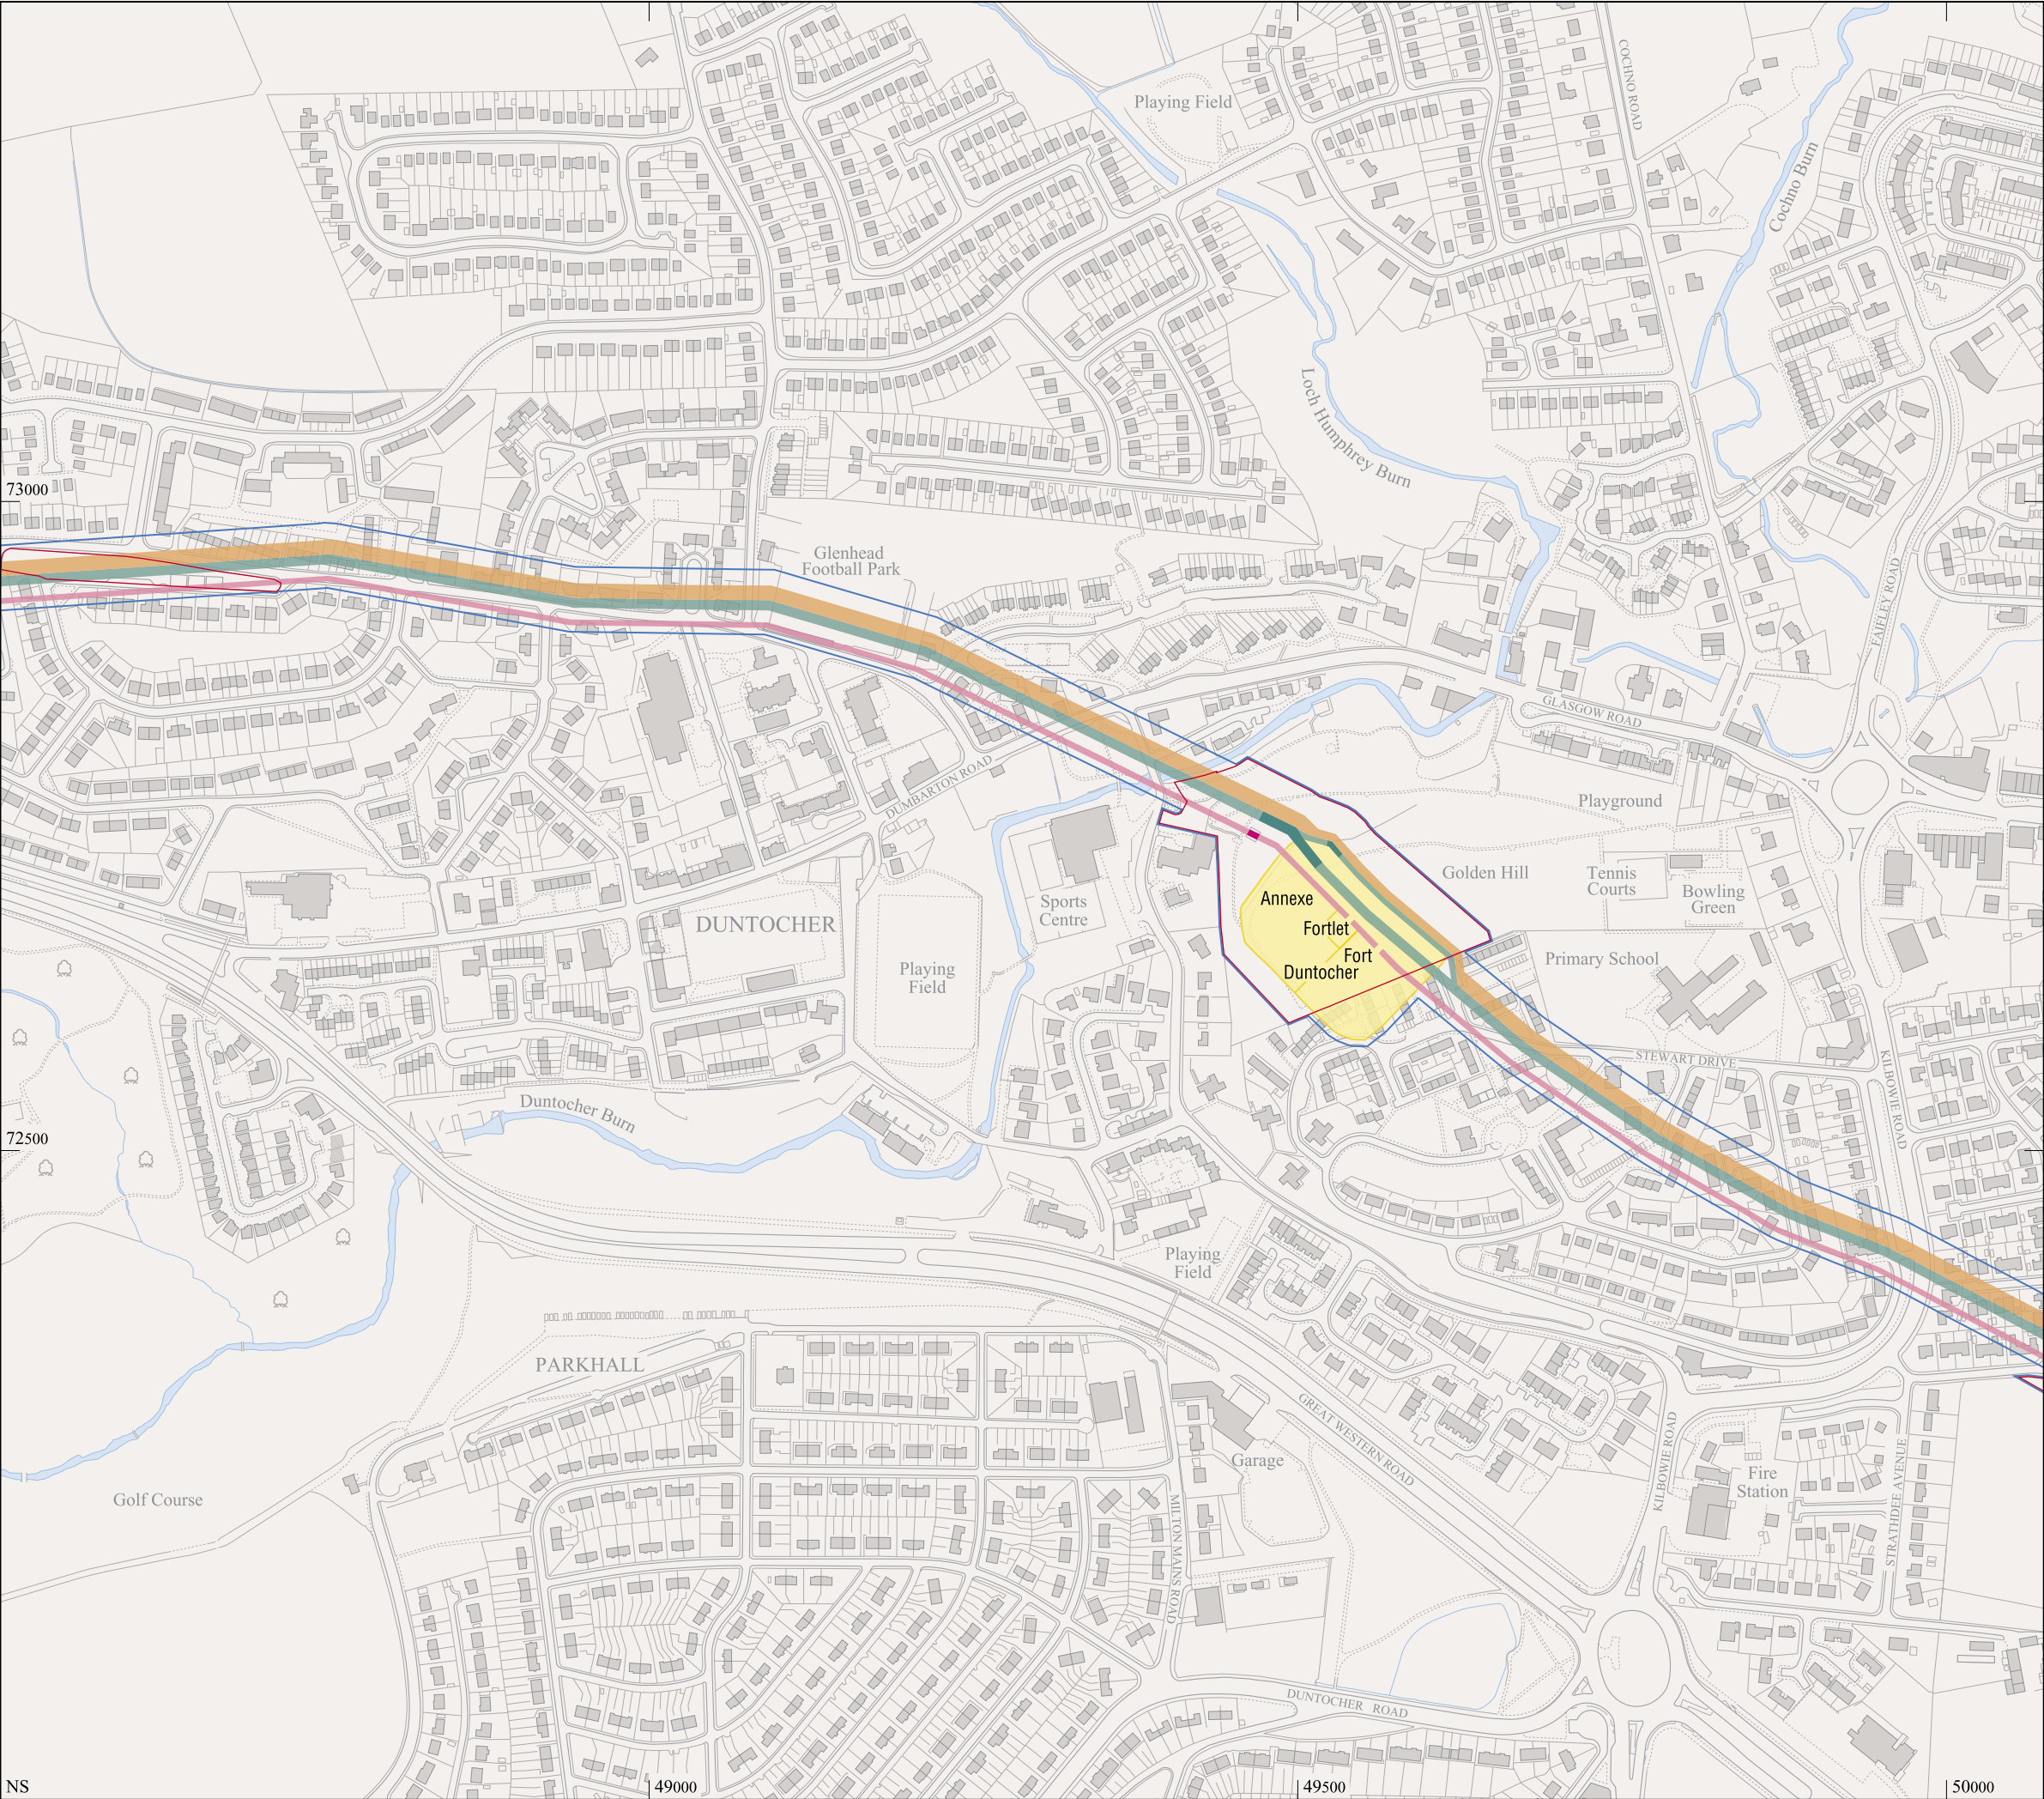 Playing Field
COCHNO ROAD
Cochno Burn
Loch Humphrey Burn
73000
Glenhead
Football Park
FAIFLEY ROAD
GLASGOW ROAD
DUMBARTON ROAD
Playground
Golden Hill
Tennis
Courts
Bowling
Green
Annexe
Sports
Centre
DUNTOCHER
Fortlet
Fort
Duntocher
Primary School
Playing
Field
STEWART DRIVE
KILBOWIE ROAD
Duntocher Burn
72500
Playing
Field
PARKHALL
GREAT WESTERN ROAD
KILBOWIE ROAD
STRATHDEE AVENUE
Garage
Fire
Station
Golf Course
MILTON MAINS ROAD
DUNTOCHER ROAD
NS
49000
49500
50000